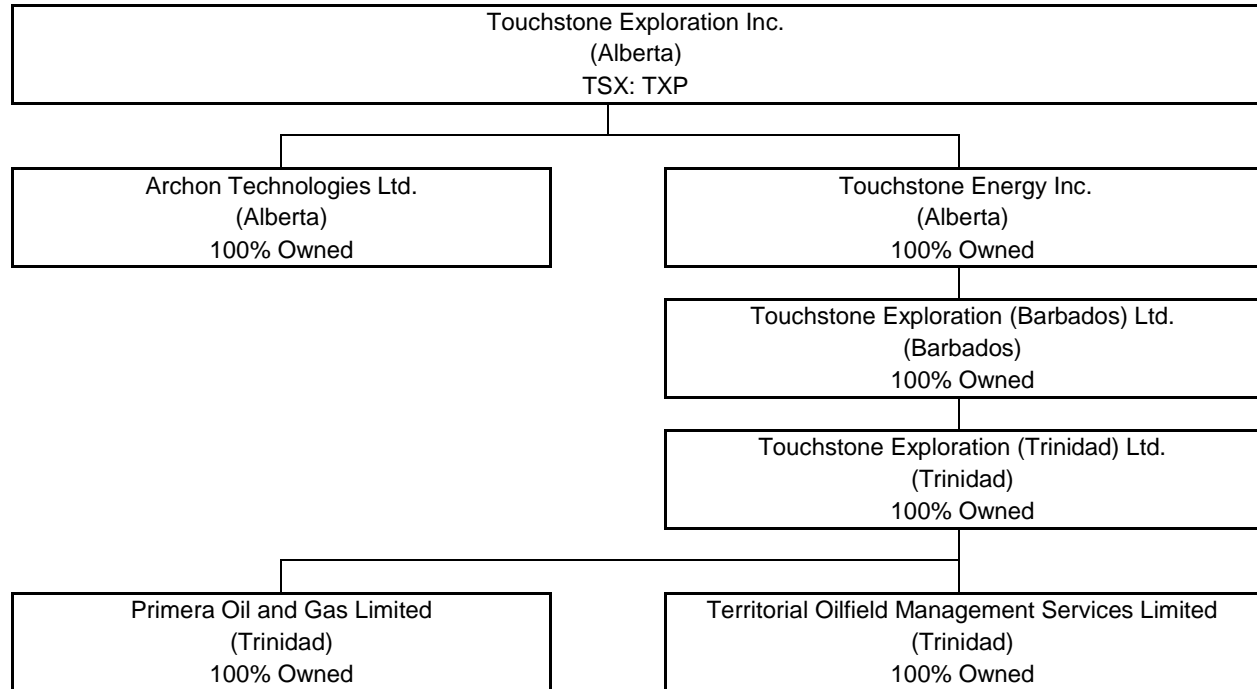 Touchstone Exploration Inc.
(Alberta)
TSX: TXP
Archon Technologies Ltd.
(Alberta)
100% Owned
Touchstone Energy Inc.
(Alberta)
100% Owned
Touchstone Exploration (Barbados) Ltd.
(Barbados)
100% Owned
Touchstone Exploration (Trinidad) Ltd.
(Trinidad)
100% Owned
Primera Oil and Gas Limited
(Trinidad)
100% Owned
Territorial Oilfield Management Services Limited
(Trinidad)
100% Owned